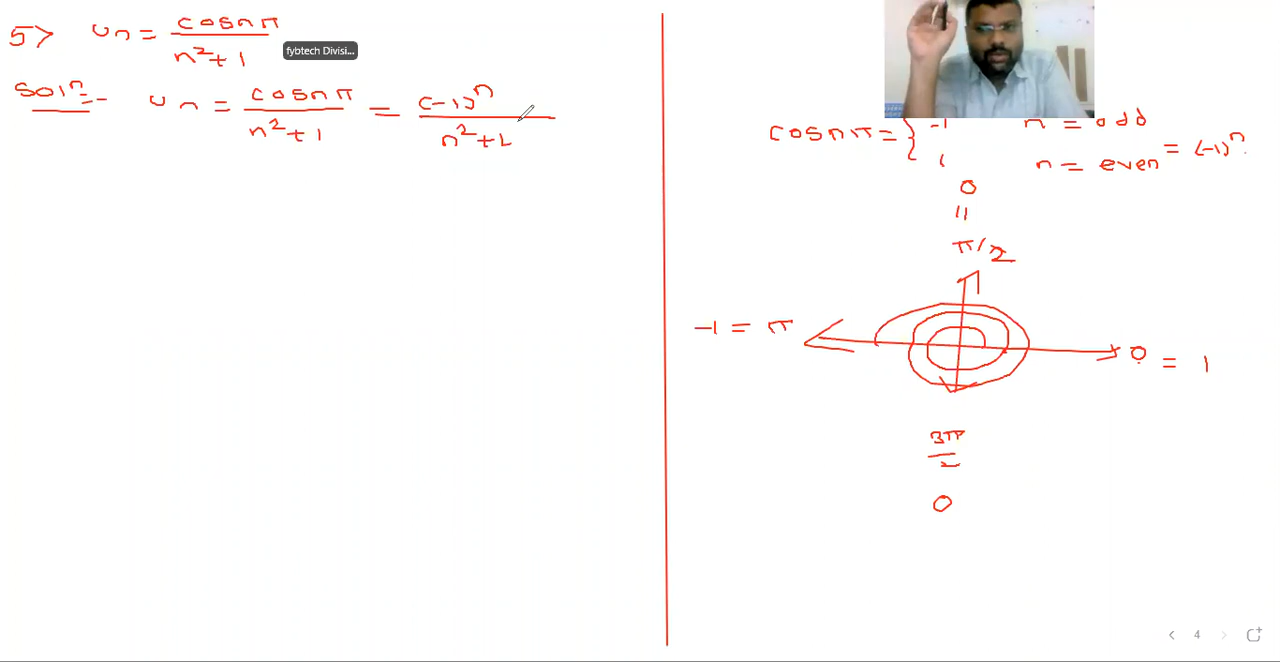 5> un = cos nπ / n² + 1
fybtech Divisi...
Solⁿ:- un = cos nπ / n² + 1 = (-1)ⁿ / n² + 1
cos nπ = { -1 n = odd
1 n = even = (-1)ⁿ
0
=
π/2
-1 = π
0 = 1
3π/2
0
4